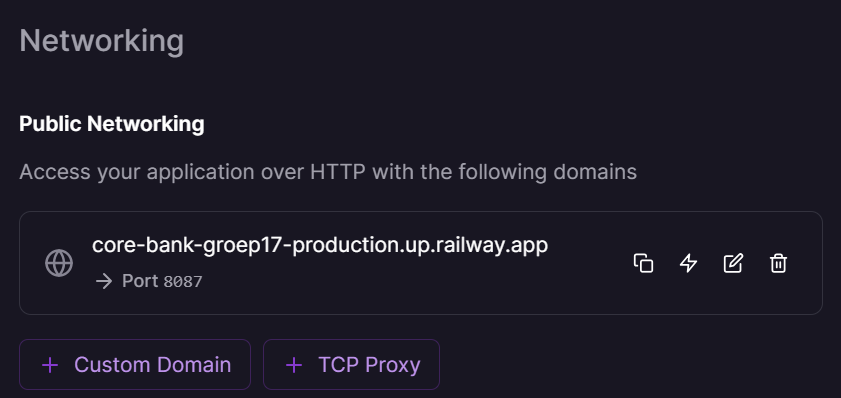 Networking
Public Networking
Access your application over HTTP with the following domains
core-bank-groep17-production.up.railway.app
→ Port 8087
+ Custom Domain
+ TCP Proxy